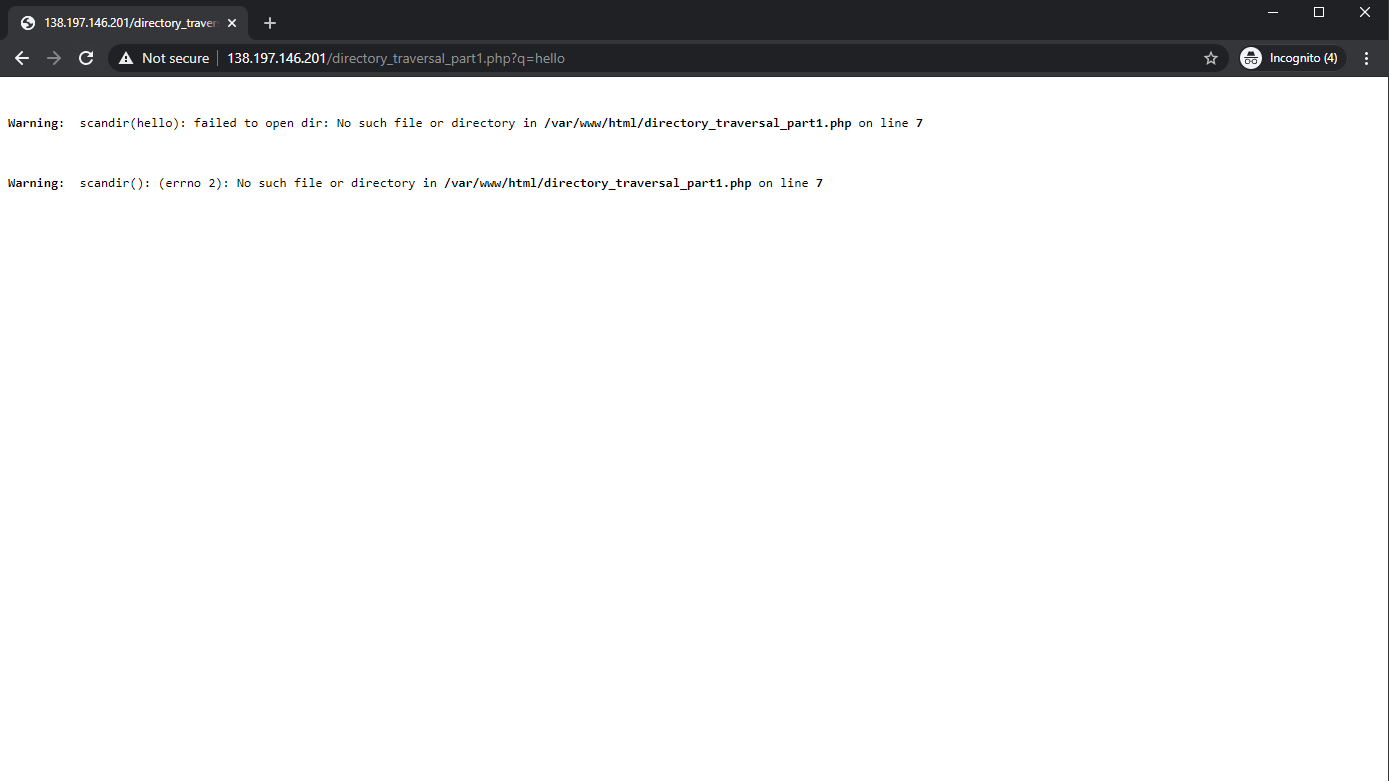 138.197.146.201/directory_traver
Not secure 138.197.146.201/directory_traversal_part1.php?q=hello Incognito (4)
Warning: scandir(hello): failed to open dir: No such file or directory in /var/www/html/directory_traversal_part1.php on line 7
Warning: scandir(): (errno 2): No such file or directory in /var/www/html/directory_traversal_part1.php on line 7